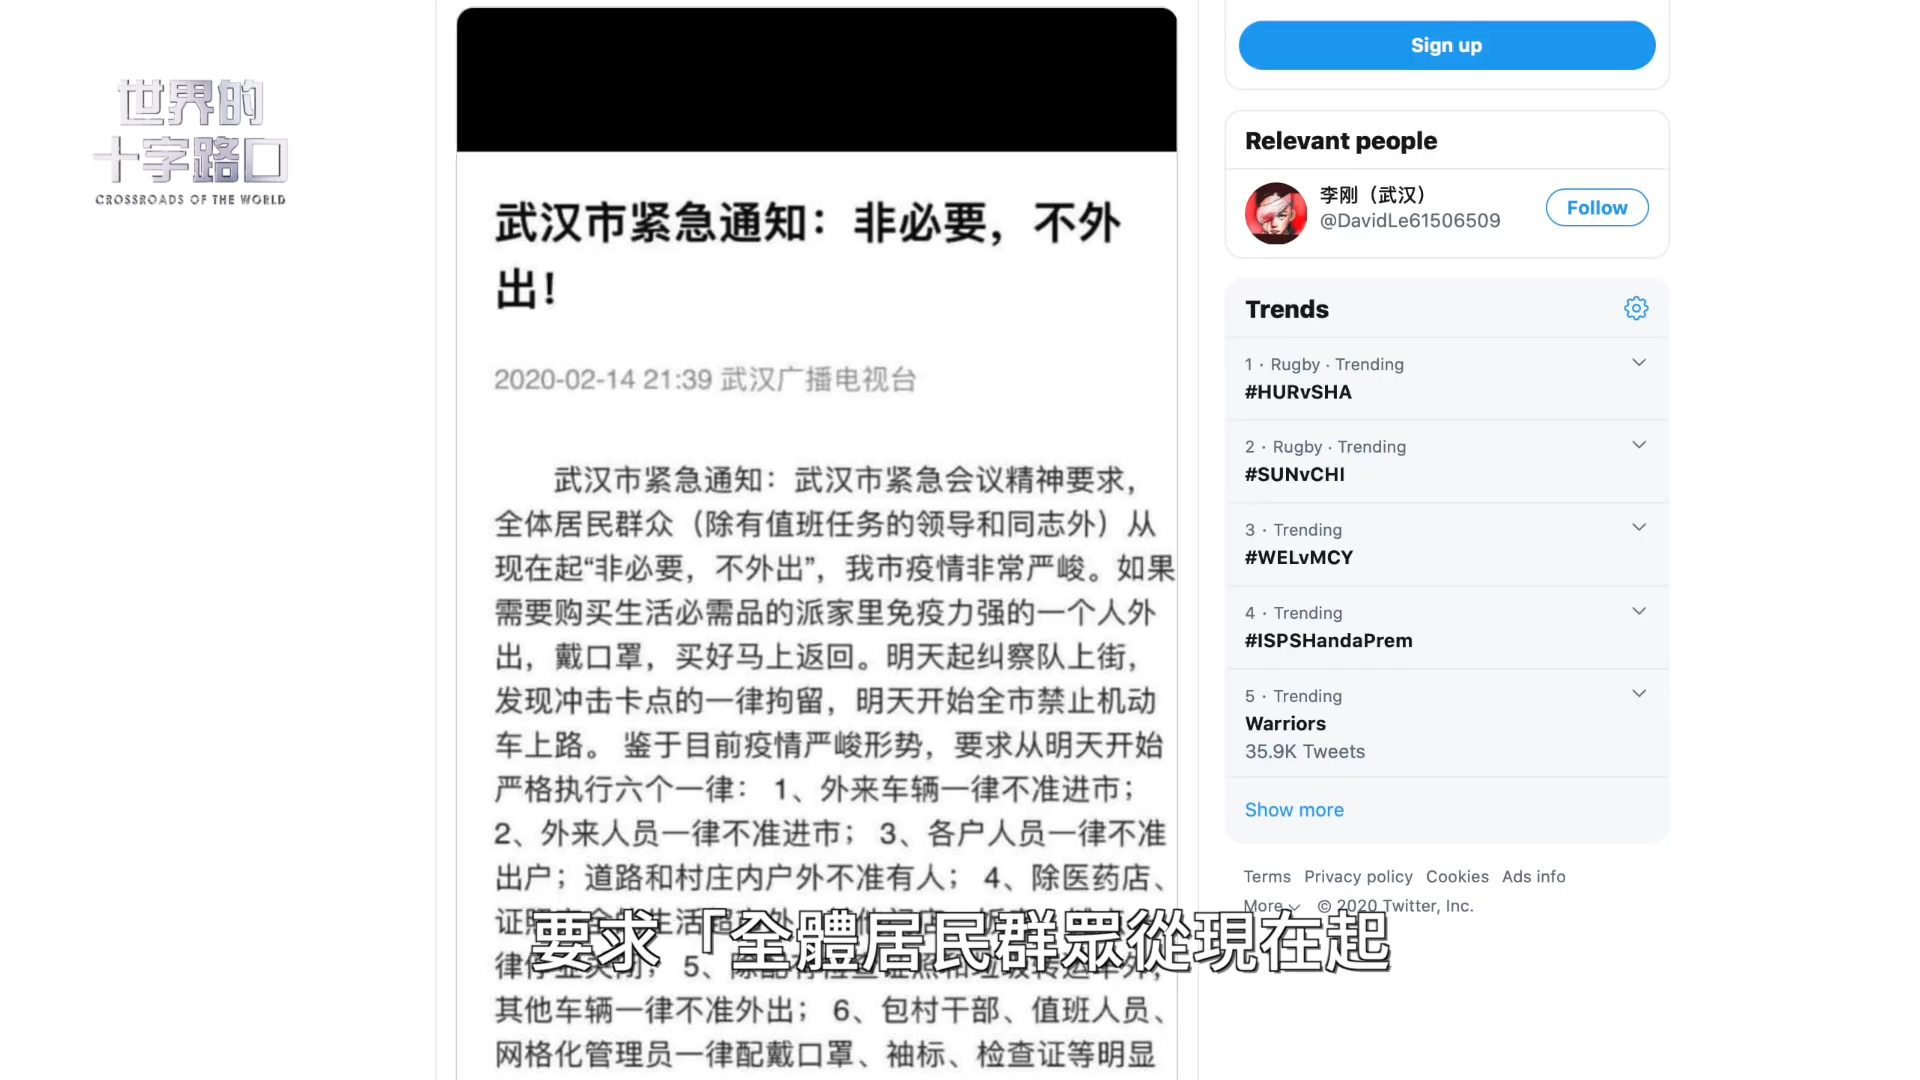 世界的
十字路口
CROSSROADS OF THE WORLD
武汉市紧急通知：非必要，不外
出！
2020-02-14 21:39 武汉广播电视台
武汉市紧急通知：武汉市紧急会议精神要求，
全体居民群众（除有值班任务的领导和同志外）从
现在起“非必要，不外出”，我市疫情非常严峻。如果
需要购买生活必需品的派家里免疫力强的一个人外
出，戴口罩，买好马上返回。明天起纠察队上街，
发现冲击卡点的一律拘留，明天开始全市禁止机动
车上路。 鉴于目前疫情严峻形势，要求从明天开始
严格执行六个一律： 1、外来车辆一律不准进市；
2、外来人员一律不准进市； 3、各户人员一律不准
出户；道路和村庄内户外不准有人； 4、除医药店、
证照
生活超
律
5、
其他车辆一律不准外出； 6、包村干部、值班人员、
网格化管理员一律配戴口罩、袖标、检查证等明显
要求「全體居民群眾從現在起
Sign up
Relevant people
李刚（武汉）
@DavidLe61506509
Follow
Trends
1 · Rugby · Trending
#HURvSHA
2 · Rugby · Trending
#SUNvCHI
3 · Trending
#WELvMCY
4 · Trending
#ISPSHandaPrem
5 · Trending
Warriors
35.9K Tweets
Show more
Terms Privacy policy Cookies Ads info
More © 2020 Twitter, Inc.